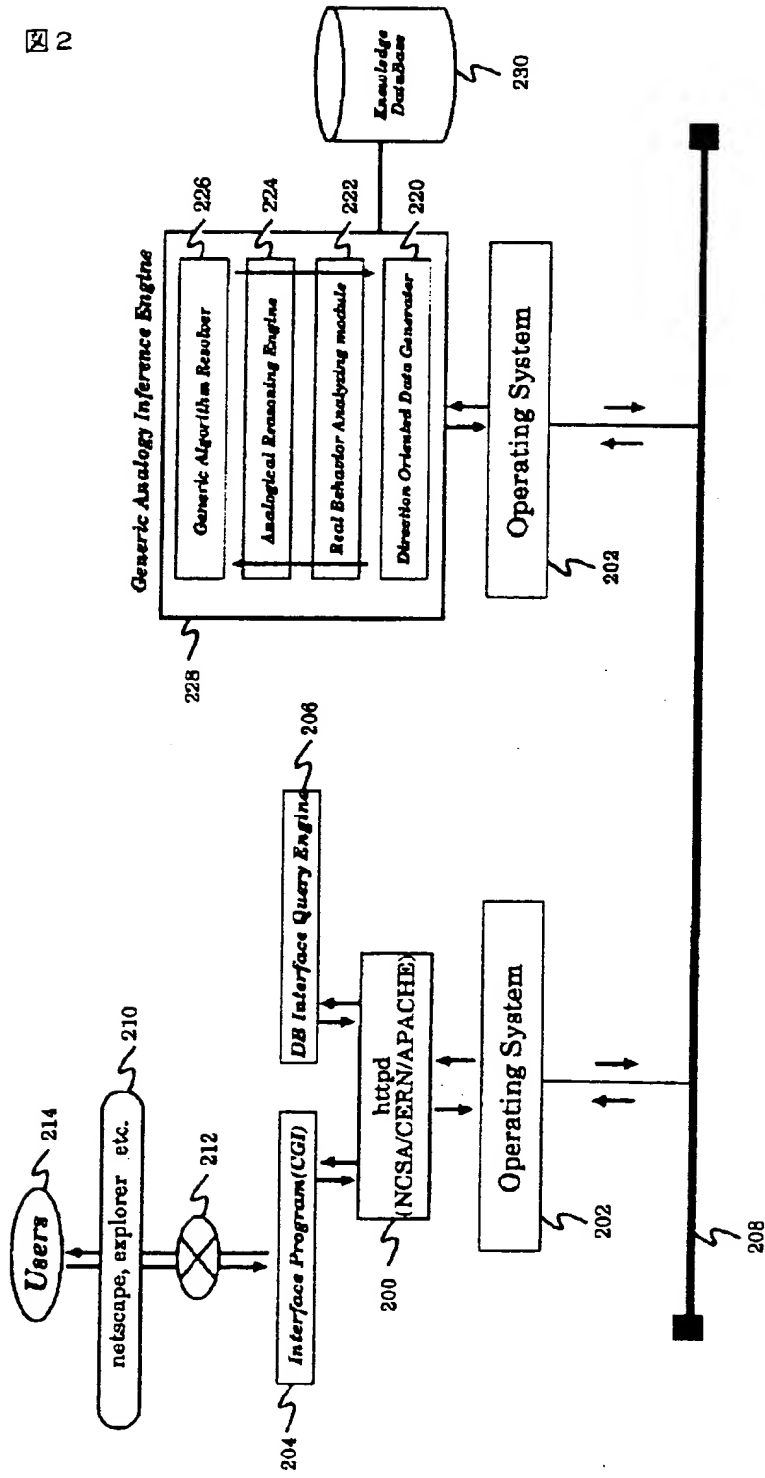 図2
Users
214
netscape, explorer etc.
210
212
Interface Program(CGI)
204
DB Interface Query Engine
206
httpd
(NCSA/CERN/APACHE)
200
Operating System
202
208
Generic Analogy Inference Engine
228
Generic Algorithm Resolver
226
Analogical Reasoning Engine
224
Real Behavior Analyzing module
222
Direction Oriented Data Generater
220
Knowledge
DataBase
230
Operating System
202